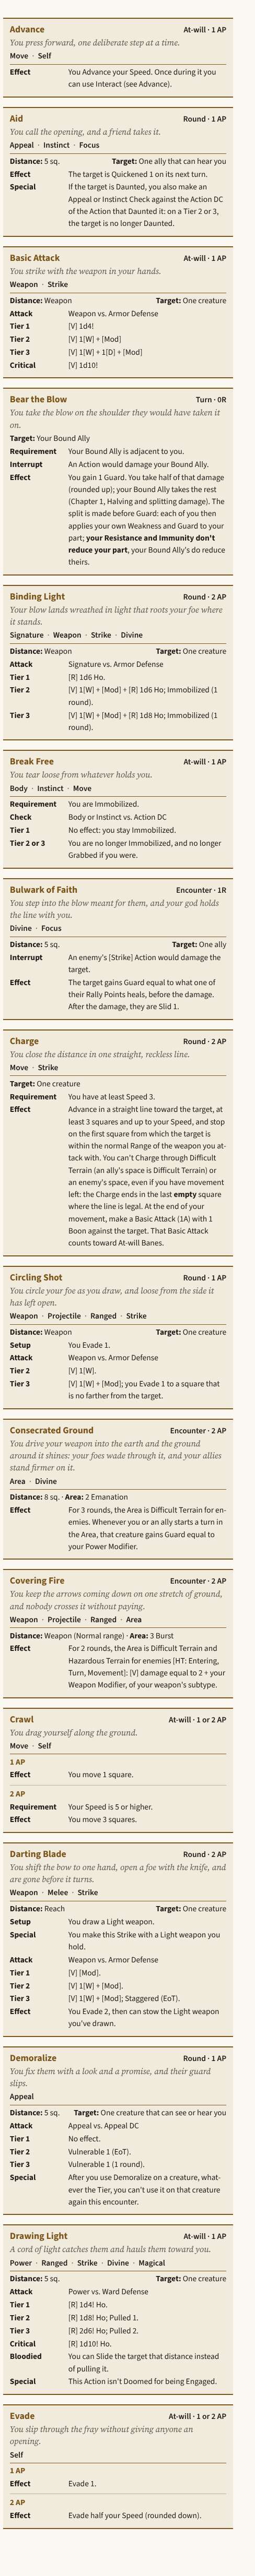 Advance At-will · 1 AP
You press forward, one deliberate step at a time.
Move · Self
Effect You Advance your Speed. Once during it you
can use Interact (see Advance).
Aid Round · 1 AP
You call the opening, and a friend takes it.
Appeal · Instinct · Focus
Distance: 5 sq. Target: One ally that can hear you
Effect The target is Quickened 1 on its next turn.
Special If the target is Daunted, you also make an
Appeal or Instinct Check against the Action DC
of the Action that Daunted it: on a Tier 2 or 3,
the target is no longer Daunted.
Basic Attack At-will · 1 AP
You strike with the weapon in your hands.
Weapon · Strike
Distance: Weapon Target: One creature
Attack Weapon vs. Armor Defense
Tier 1 [V] 1d4!
Tier 2 [V] 1[W] + [Mod]
Tier 3 [V] 1[W] + 1[D] + [Mod]
Critical [V] 1d10!
Bear the Blow Turn · 0R
You take the blow on the shoulder they would have taken it
on.
Target: Your Bound Ally
Requirement Your Bound Ally is adjacent to you.
Interrupt An Action would damage your Bound Ally.
Effect You gain 1 Guard. You take half of that damage
(rounded up); your Bound Ally takes the rest
(Chapter 1, Halving and splitting damage). The
split is made before Guard: each of you then
applies your own Weakness and Guard to your
part; your Resistance and Immunity don't
reduce your part, your Bound Ally's do reduce
theirs.
Binding Light Round · 2 AP
Your blow lands wreathed in light that roots your foe where
it stands.
Signature · Weapon · Strike · Divine
Distance: Weapon Target: One creature
Attack Signature vs. Armor Defense
Tier 1 [R] 1d6 Ho.
Tier 2 [V] 1[W] + [Mod] + [R] 1d6 Ho; Immobilized (1
round).
Tier 3 [V] 1[W] + [Mod] + [R] 1d8 Ho; Immobilized (1
round).
Break Free At-will · 1 AP
You tear loose from whatever holds you.
Body · Instinct · Move
Requirement You are Immobilized.
Check Body or Instinct vs. Action DC
Tier 1 No effect: you stay Immobilized.
Tier 2 or 3 You are no longer Immobilized, and no longer
Grabbed if you were.
Bulwark of Faith Encounter · 1R
You step into the blow meant for them, and your god holds
the line with you.
Divine · Focus
Distance: 5 sq. Target: One ally
Interrupt An enemy's [Strike] Action would damage the
target.
Effect The target gains Guard equal to what one of
their Rally Points heals, before the damage.
After the damage, they are Slid 1.
Charge Round · 2 AP
You close the distance in one straight, reckless line.
Move · Strike
Target: One creature
Requirement You have at least Speed 3.
Effect Advance in a straight line toward the target, at
least 3 squares and up to your Speed, and stop
on the first square from which the target is
within the normal Range of the weapon you at-
tack with. You can't Charge through Difficult
Terrain (an ally's space is Difficult Terrain) or
an enemy's space, even if you have movement
left: the Charge ends in the last empty square
where the line is legal. At the end of your
movement, make a Basic Attack (1A) with 1
Boon against the target. That Basic Attack
counts toward At-will Banes.
Circling Shot Round · 1 AP
You circle your foe as you draw, and loose from the side it
has left open.
Weapon · Projectile · Ranged · Strike
Distance: Weapon Target: One creature
Setup You Evade 1.
Attack Weapon vs. Armor Defense
Tier 2 [V] 1[W].
Tier 3 [V] 1[W] + [Mod]; you Evade 1 to a square that
is no farther from the target.
Consecrated Ground Encounter · 2 AP
You drive your weapon into the earth and the ground
around it shines: your foes wade through it, and your allies
stand firmer on it.
Area · Divine
Distance: 8 sq. · Area: 2 Emanation
Effect For 3 rounds, the Area is Difficult Terrain for en-
emies. Whenever you or an ally starts a turn in
the Area, that creature gains Guard equal to
your Power Modifier.
Covering Fire Encounter · 2 AP
You keep the arrows coming down on one stretch of ground,
and nobody crosses it without paying.
Weapon · Projectile · Ranged · Area
Distance: Weapon (Normal range) · Area: 3 Burst
Effect For 2 rounds, the Area is Difficult Terrain and
Hazardous Terrain for enemies [HT: Entering,
Turn, Movement]: [V] damage equal to 2 + your
Weapon Modifier, of your weapon's subtype.
Crawl At-will · 1 or 2 AP
You drag yourself along the ground.
Move · Self
1 AP
Effect You move 1 square.
2 AP
Requirement Your Speed is 5 or higher.
Effect You move 3 squares.
Darting Blade Round · 2 AP
You shift the bow to one hand, open a foe with the knife, and
are gone before it turns.
Weapon · Melee · Strike
Distance: Reach Target: One creature
Setup You draw a Light weapon.
Special You make this Strike with a Light weapon you
hold.
Attack Weapon vs. Armor Defense
Tier 1 [V] [Mod].
Tier 2 [V] 1[W] + [Mod].
Tier 3 [V] 1[W] + [Mod]; Staggered (EoT).
Effect You Evade 2, then can stow the Light weapon
you've drawn.
Demoralize Round · 1 AP
You fix them with a look and a promise, and their guard
slips.
Appeal
Distance: 5 sq. Target: One creature that can see or hear you
Attack Appeal vs. Appeal DC
Tier 1 No effect.
Tier 2 Vulnerable 1 (EoT).
Tier 3 Vulnerable 1 (1 round).
Special After you use Demoralize on a creature, what-
ever the Tier, you can't use it on that creature
again this encounter.
Drawing Light At-will · 1 AP
A cord of light catches them and hauls them toward you.
Power · Ranged · Strike · Divine · Magical
Distance: 5 sq. Target: One creature
Attack Power vs. Ward Defense
Tier 1 [R] 1d4! Ho.
Tier 2 [R] 1d8! Ho; Pulled 1.
Tier 3 [R] 2d6! Ho; Pulled 2.
Critical [R] 1d10! Ho.
Bloodied You can Slide the target that distance instead
of pulling it.
Special This Action isn't Doomed for being Engaged.
Evade At-will · 1 or 2 AP
You slip through the fray without giving anyone an
opening.
Self
1 AP
Effect Evade 1.
2 AP
Effect Evade half your Speed (rounded down).